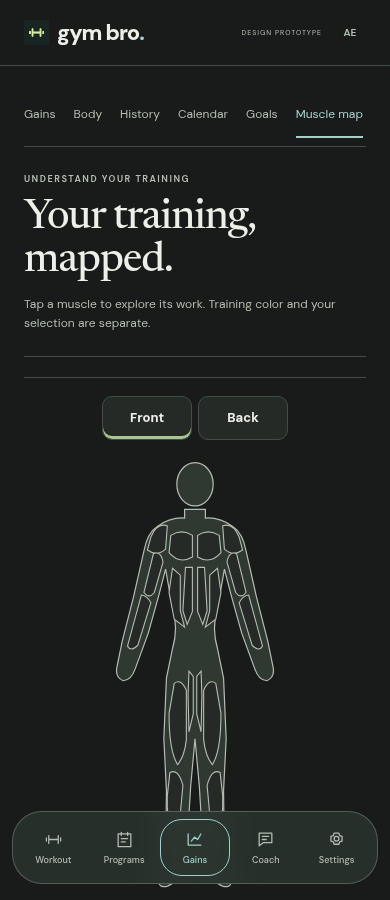 gym bro.
DESIGN PROTOTYPE
AE
Gains Body History Calendar Goals Muscle map
UNDERSTAND YOUR TRAINING
Your training,
mapped.
Tap a muscle to explore its work. Training color and your
selection are separate.
Front Back
Workout Programs Gains Coach Settings